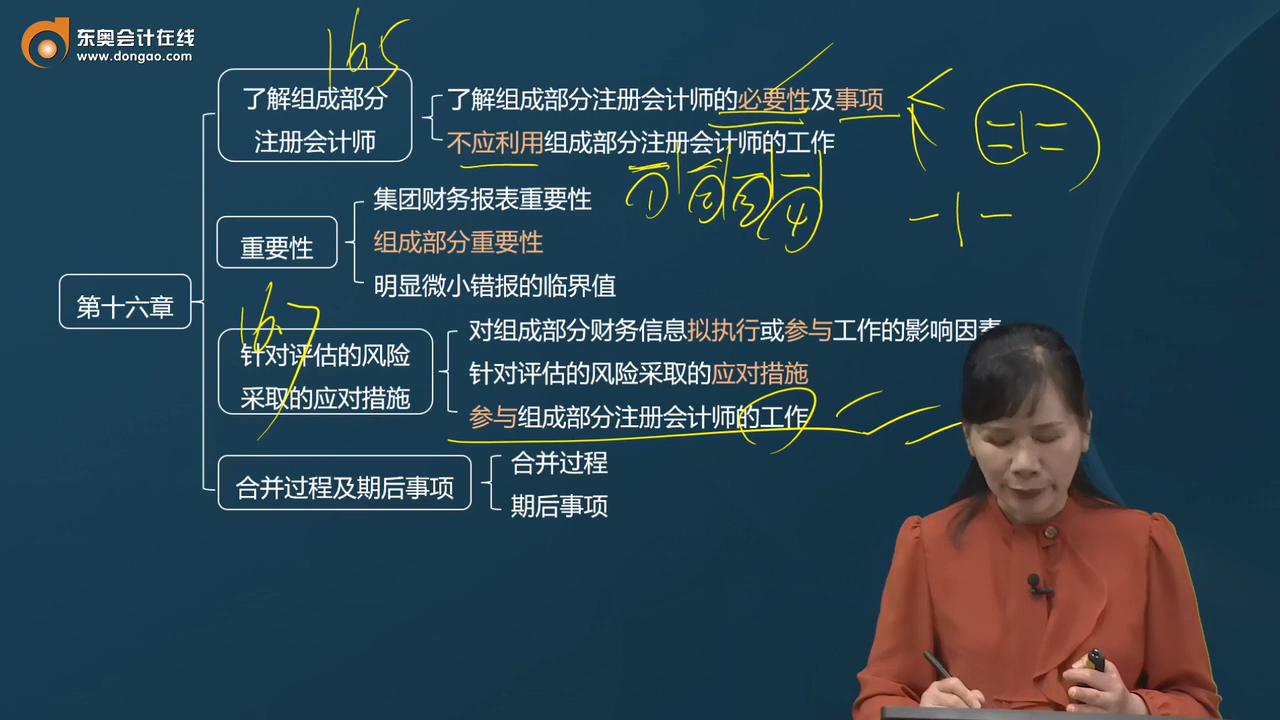 东奥会计在线
www.dongao.com
16.5
了解组成部分
注册会计师
了解组成部分注册会计师的必要性及事项
不应利用组成部分注册会计师的工作
① ② ③ ④
重要性
集团财务报表重要性
组成部分重要性
明显微小错报的临界值
第十六章
16.7
针对评估的风险
采取的应对措施
对组成部分财务信息拟执行或参与工作的影响因素
针对评估的风险采取的应对措施
参与组成部分注册会计师的工作
合并过程及期后事项
合并过程
期后事项